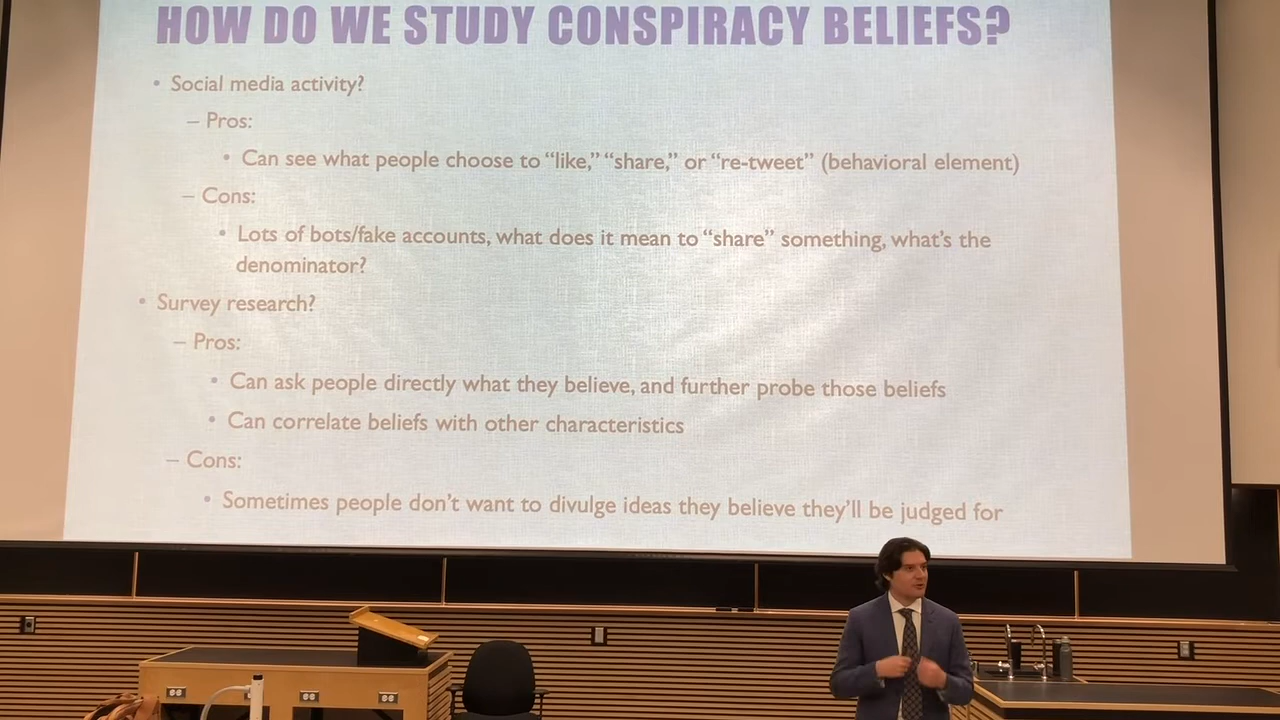 HOW DO WE STUDY CONSPIRACY BELIEFS?
• Social media activity?
– Pros:
• Can see what people choose to “like,” “share,” or “re-tweet” (behavioral element)
– Cons:
• Lots of bots/fake accounts, what does it mean to “share” something, what’s the
denominator?
• Survey research?
– Pros:
• Can ask people directly what they believe, and further probe those beliefs
• Can correlate beliefs with other characteristics
– Cons:
• Sometimes people don’t want to divulge ideas they believe they’ll be judged for